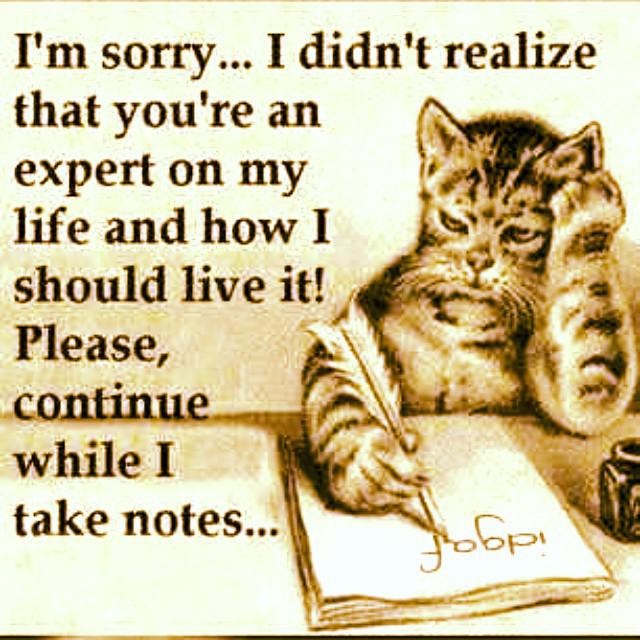 I'm sorry... I didn't realize
that you're an
expert on my
life and how I
should live it!
Please,
continue
while I
take notes...
idgaf